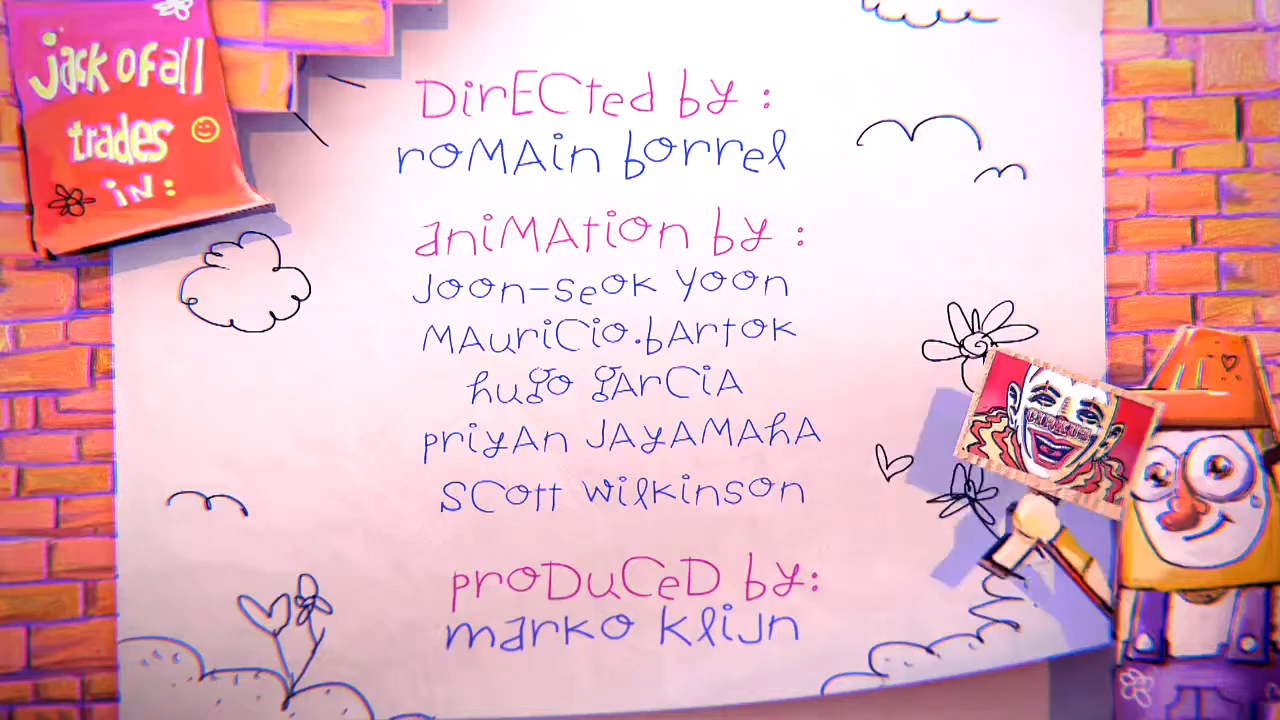 jack of all
trades
in:
Directed by:
romain borrel
animation by:
joon-seok yoon
mauricio.bartok
hugo garcia
priyan jayamaha
scott wilkinson
produced by:
marko klijn